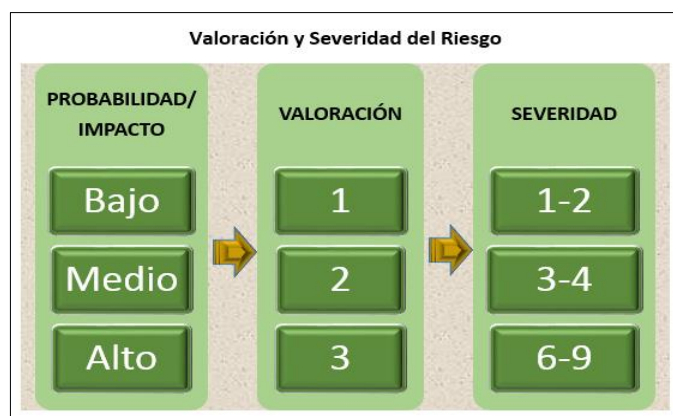 Valoración y Severidad del Riesgo
PROBABILIDAD/
IMPACTO
VALORACIÓN
SEVERIDAD
Bajo
1
1-2
Medio
2
3-4
Alto
3
6-9